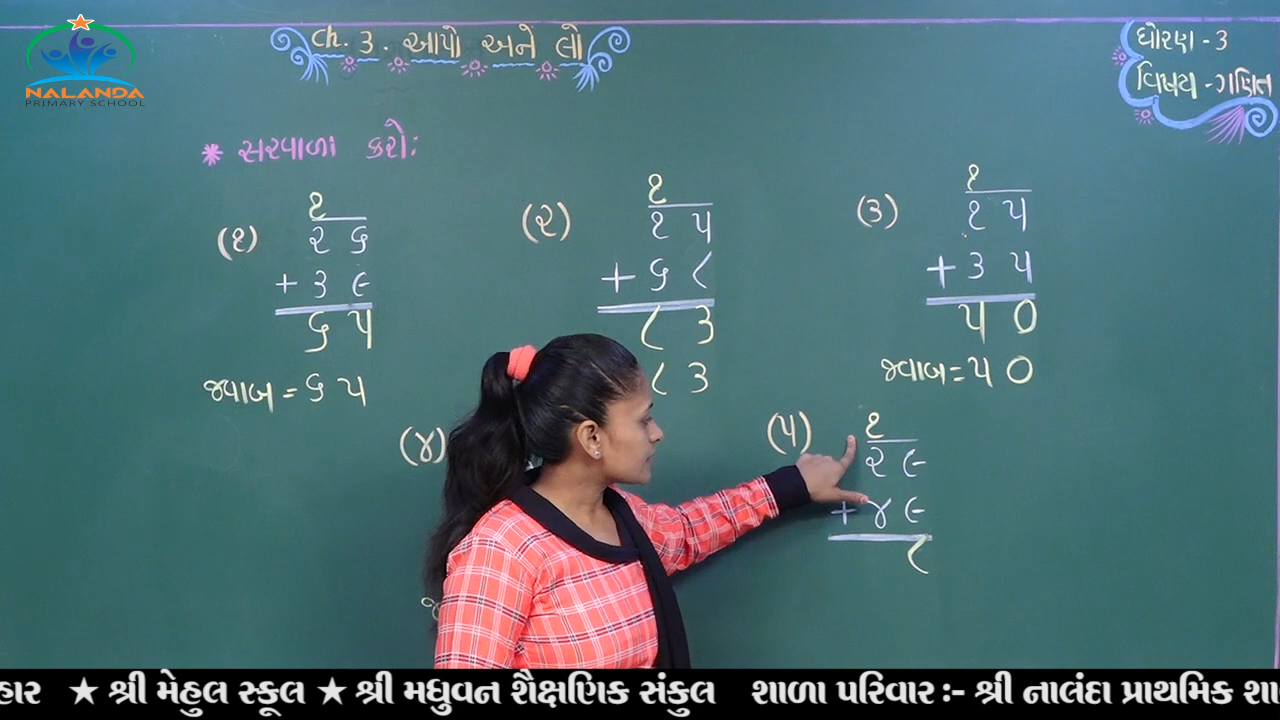 NALANDA
PRIMARY SCHOOL
ch. 3. આપો અને લો
ધોરણ - 3
વિષય - ગણિત
* સરવાળા કરો:
(૧)
૧
૨ ૬
+ ૩ ૯
૬ ૫
જવાબ = ૬ ૫
(૨)
૧
૧ ૫
+ ૬ ૮
૮ ૩
૮ ૩
(૩)
૧
૧ ૫
+ ૩ ૫
૫ ૦
જવાબ = ૫ ૦
(૪)
(૫)
૧
૨ ૯
+ ૪ ૯
૮
હાર ★ શ્રી મેહુલ સ્કૂલ ★ શ્રી મધુવન શૈક્ષણિક સંકુલ શાળા પરિવાર :- શ્રી નાલંદા પ્રાથમિક શા